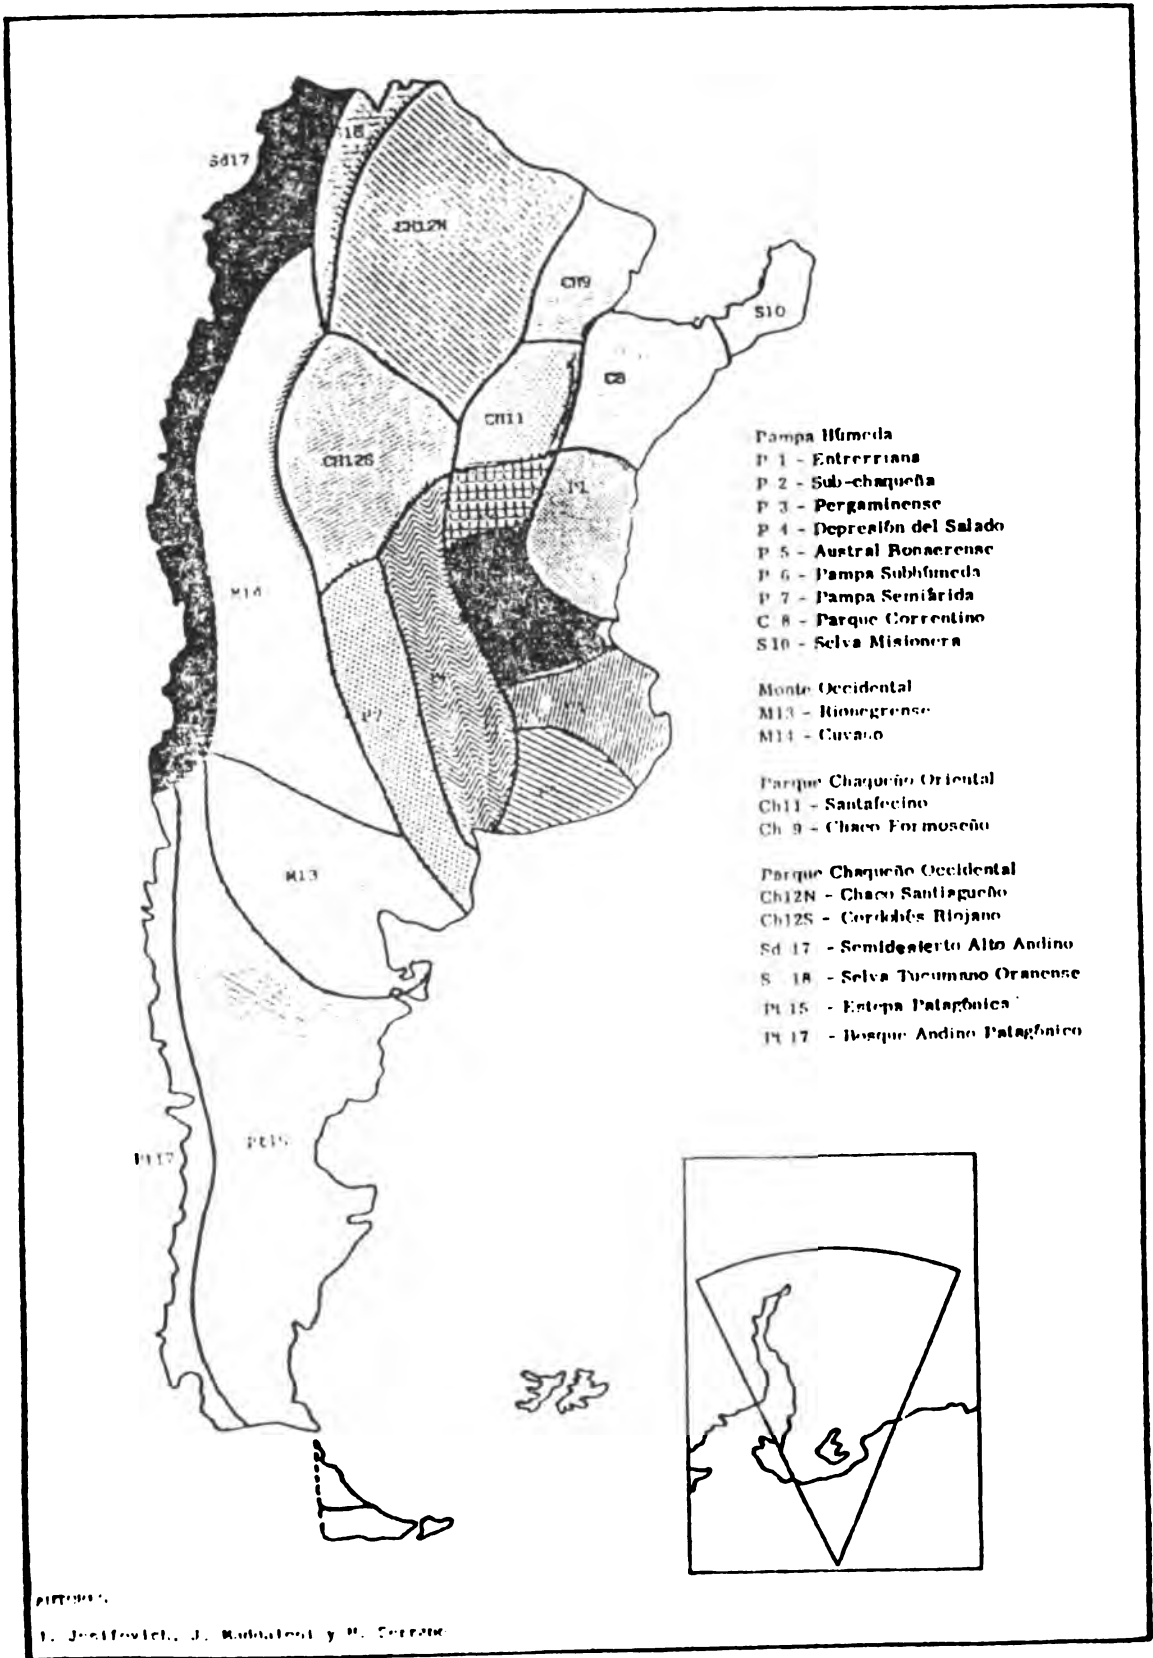 S18
Sd17
CH12N
CH9
S10
C8
CH11
CH12S
P1
M14
P7
M13
Pt15
Pt17
Pampa Húmeda
P 1 - Entrerriana
P 2 - Sub-chaqueña
P 3 - Pergaminense
P 4 - Depresión del Salado
P 5 - Austral Bonaerense
P 6 - Pampa Subhúmeda
P 7 - Pampa Semiárida
C 8 - Parque Correntino
S10 - Selva Misionera
Monte Occidental
M13 - Rionegrense
M14 - Cuyano
Parque Chaqueño Oriental
Ch11 - Santafecino
Ch 9 - Chaco Formoseño
Parque Chaqueño Occidental
Ch12N - Chaco Santiagueño
Ch12S - Cordobés Riojano
Sd 17 - Semidesierto Alto Andino
S 18 - Selva Tucumano Oranense
Pt 15 - Estepa Patagónica
Pt 17 - Bosque Andino Patagónico
J. y